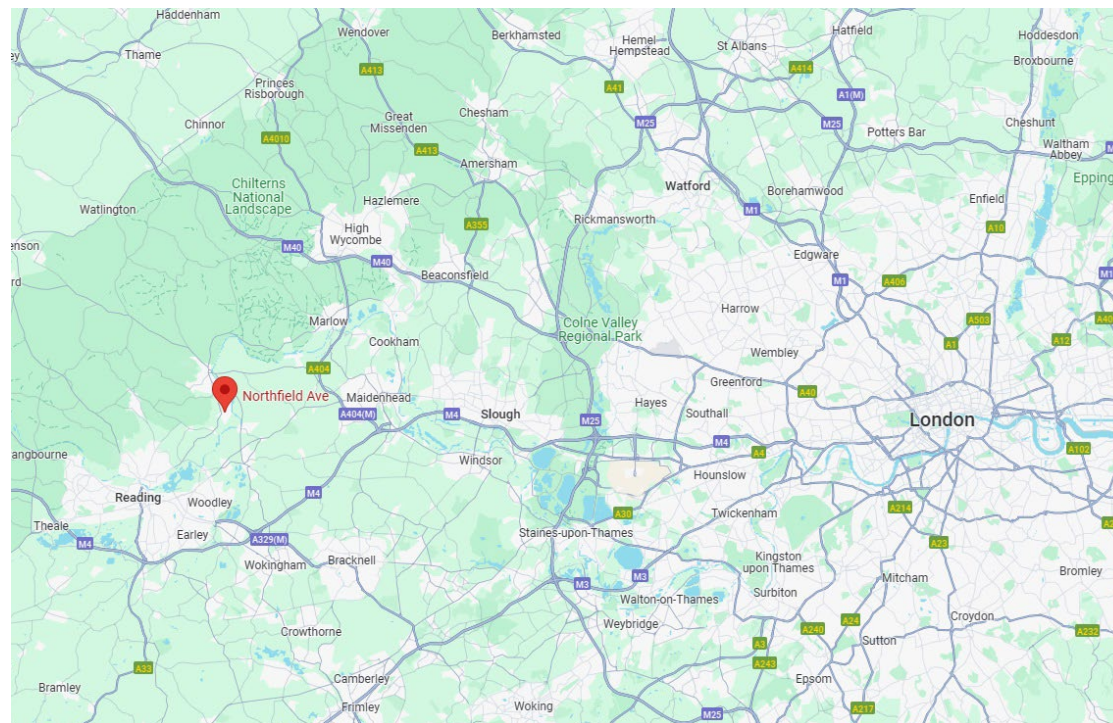 Haddenham
Wendover
Berkhamsted
Hemel
Hempstead
St Albans
Hatfield
Hoddesdon
Broxbourne
Thame
A413
A41
A414
A1(M)
Princes
Risborough
Chesham
M25
M25
Cheshunt
Chinnor
Great
Missenden
A4010
A413
Potters Bar
Waltham
Abbey
Amersham
Watford
Borehamwood
Epping
Chilterns
National
Landscape
Hazlemere
Enfield
Watlington
A355
Rickmansworth
M1
A10
High
Wycombe
M40
M40
Beaconsfield
Edgware
M1
A406
Marlow
Colne Valley
Regional Park
Harrow
A503
A1
A12
Cookham
Wembley
A404
Greenford
A40
Northfield Ave
Maidenhead
A404(M)
M4
Slough
M25
Hayes
Southall
London
M4
A4
A102
Windsor
Hounslow
Reading
Woodley
M4
A30
Twickenham
A214
Theale
M4
Earley
A329(M)
Staines-upon-Thames
A23
Wokingham
Bracknell
Kingston
upon Thames
M3
M3
Surbiton
Mitcham
Bromley
Walton-on-Thames
Weybridge
Croydon
Crowthorne
A240
A24
A232
Sutton
A3
A243
A33
Camberley
Epsom
Bramley
Frimley
Woking
M25
A217